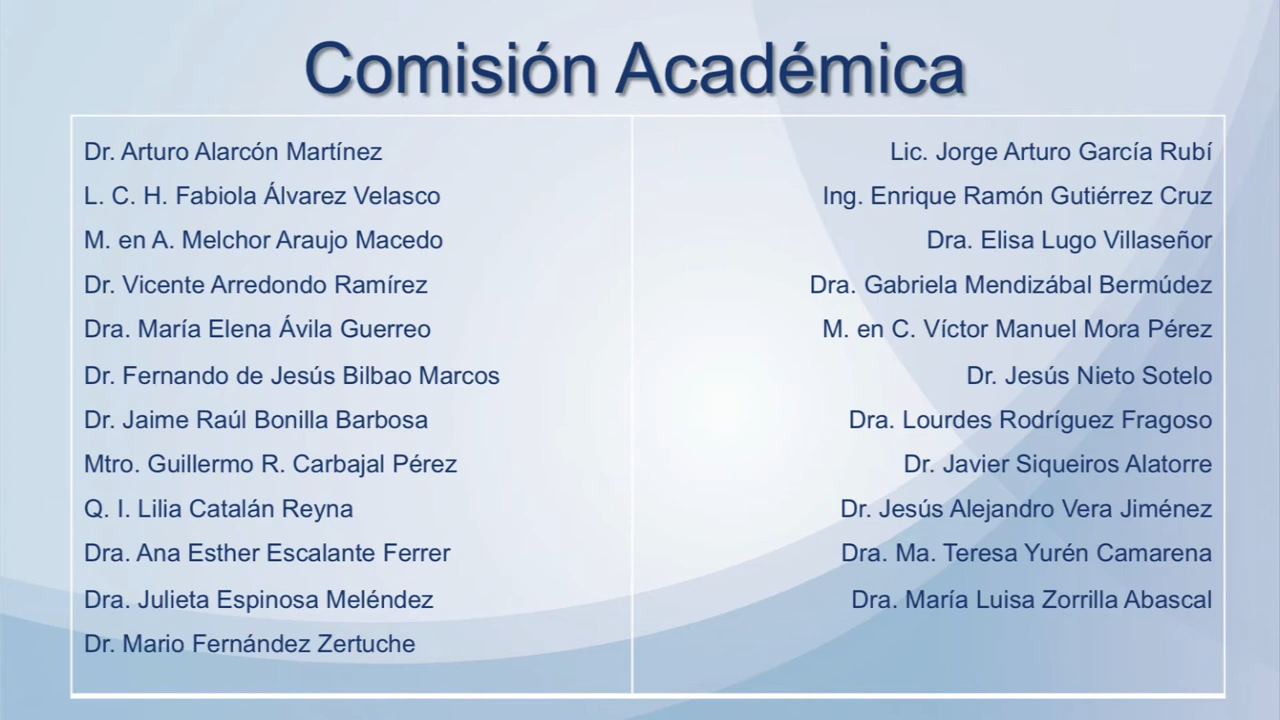 Comisión Académica
Dr. Arturo Alarcón Martínez
L. C. H. Fabiola Álvarez Velasco
M. en A. Melchor Araujo Macedo
Dr. Vicente Arredondo Ramírez
Dra. María Elena Ávila Guerreo
Dr. Fernando de Jesús Bilbao Marcos
Dr. Jaime Raúl Bonilla Barbosa
Mtro. Guillermo R. Carbajal Pérez
Q. I. Lilia Catalán Reyna
Dra. Ana Esther Escalante Ferrer
Dra. Julieta Espinosa Meléndez
Dr. Mario Fernández Zertuche
Lic. Jorge Arturo García Rubí
Ing. Enrique Ramón Gutiérrez Cruz
Dra. Elisa Lugo Villaseñor
Dra. Gabriela Mendizábal Bermúdez
M. en C. Víctor Manuel Mora Pérez
Dr. Jesús Nieto Sotelo
Dra. Lourdes Rodríguez Fragoso
Dr. Javier Siqueiros Alatorre
Dr. Jesús Alejandro Vera Jiménez
Dra. Ma. Teresa Yurén Camarena
Dra. María Luisa Zorrilla Abascal